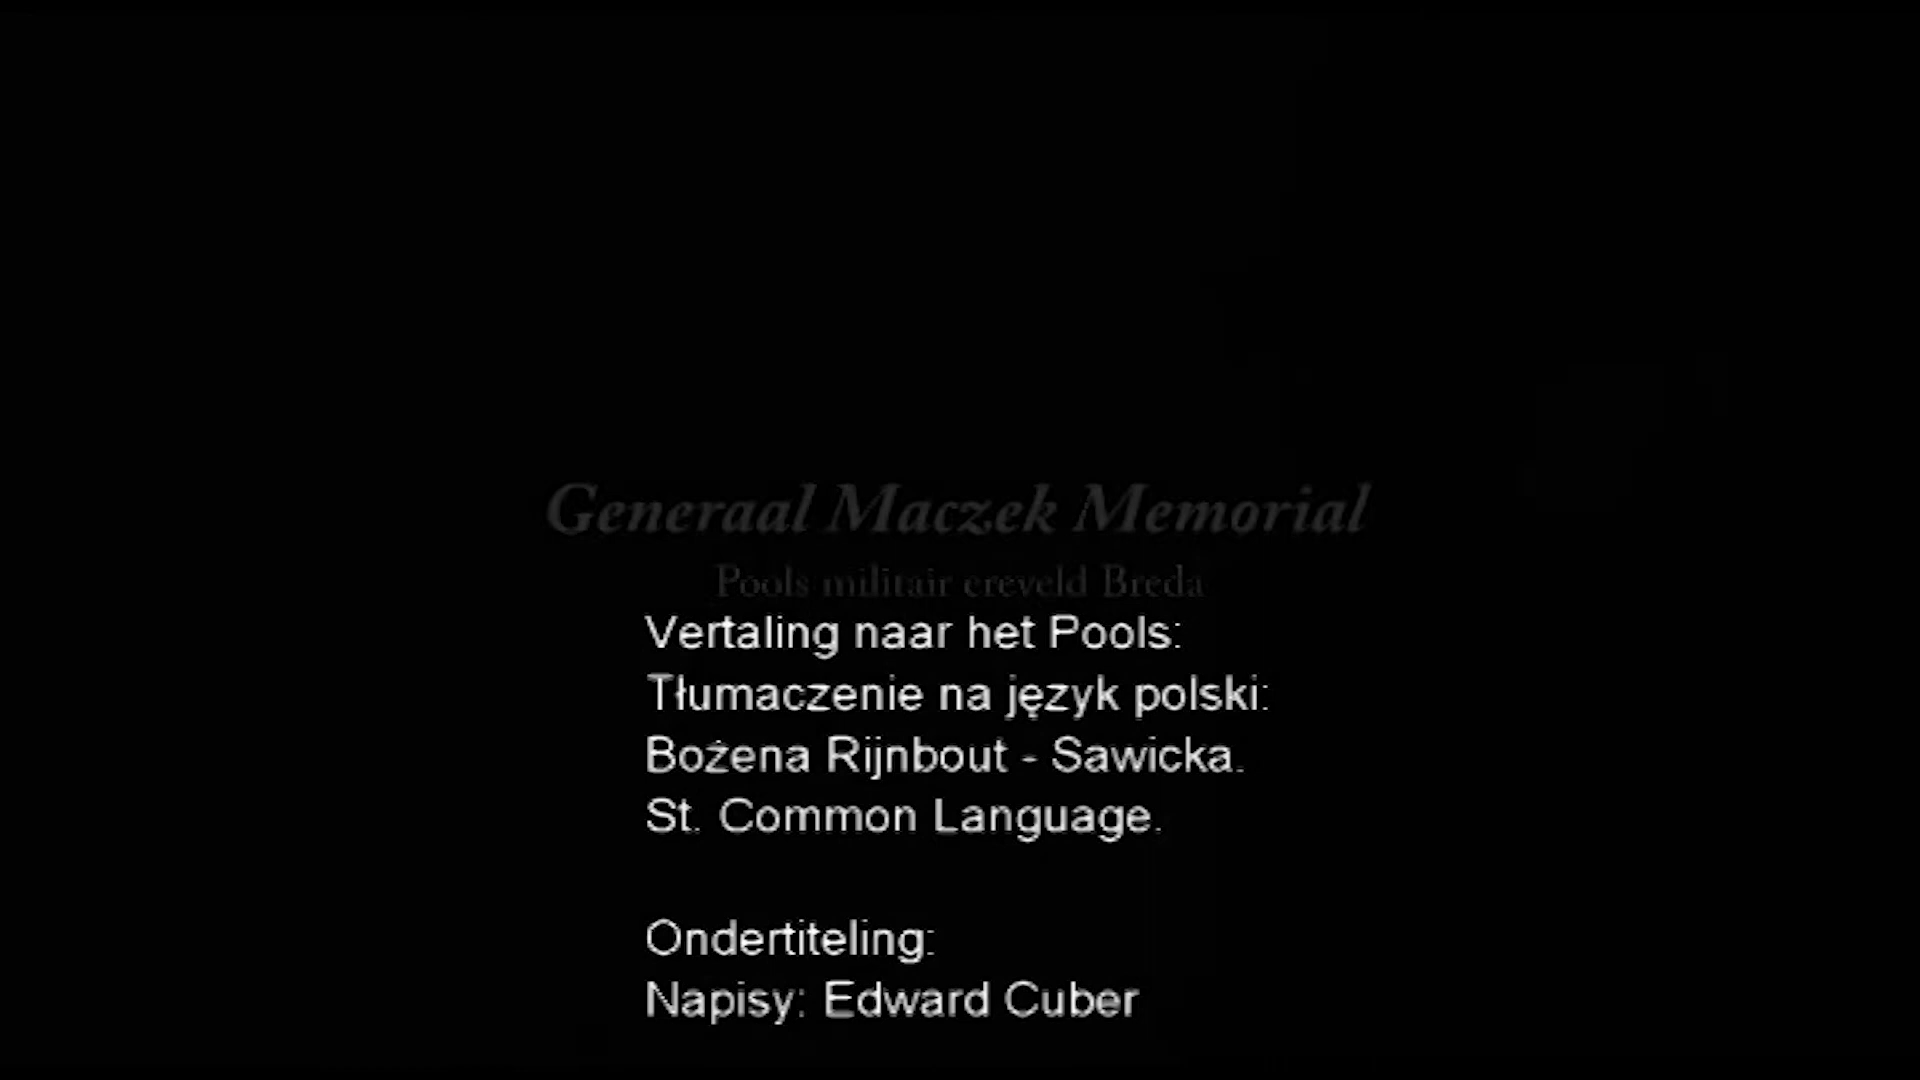 Generaal Maczek Memorial
Pools militair ereveld Breda
Vertaling naar het Pools:
Tłumaczenie na język polski:
Bożena Rijnbout - Sawicka.
St. Common Language.
Ondertiteling:
Napisy: Edward Cuber